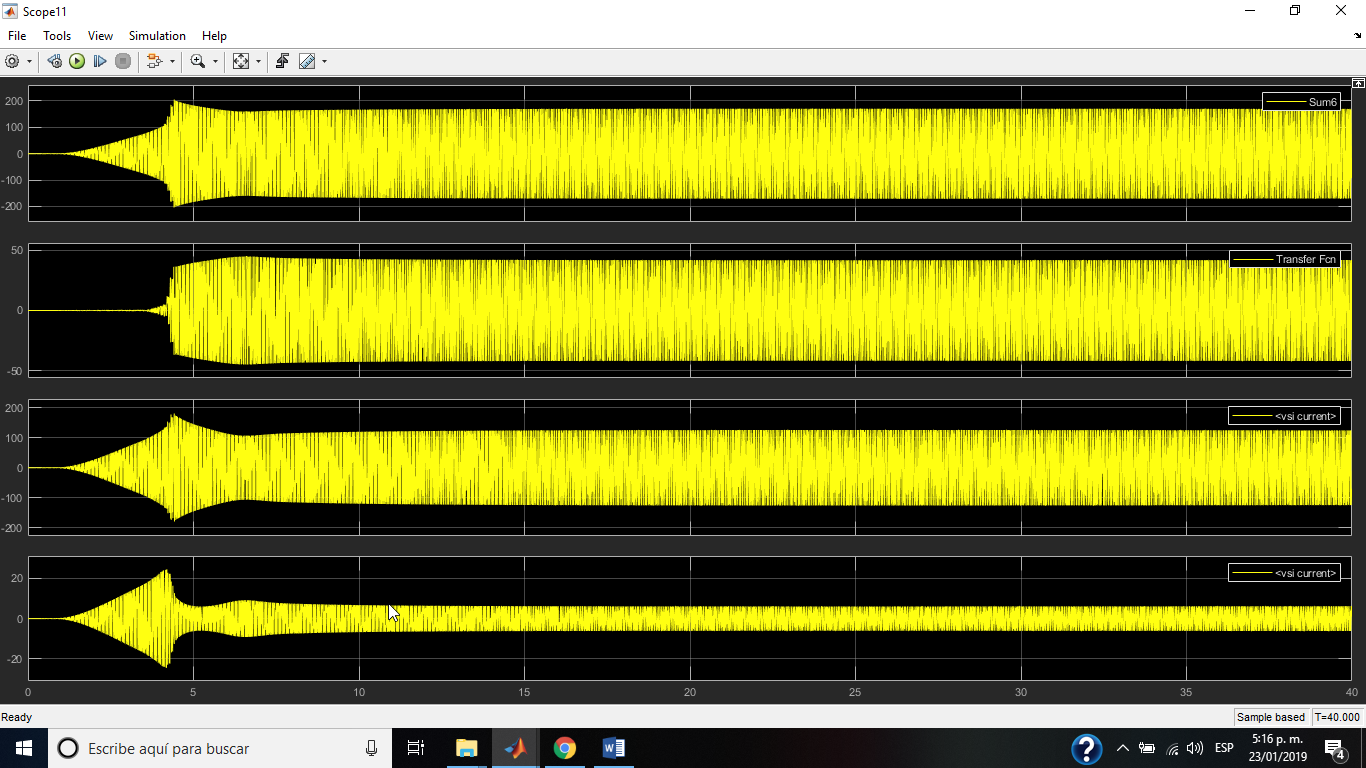 Scope11
File Tools View Simulation Help
200
100
0
-100
-200
Sum6
50
0
-50
Transfer Fcn
200
100
0
-100
-200
<vsi current>
20
0
-20
<vsi current>
0 5 10 15 20 25 30 35 40
Ready
Sample based T=40.000
Escribe aquí para buscar
ESP
5:16 p. m.
23/01/2019
4